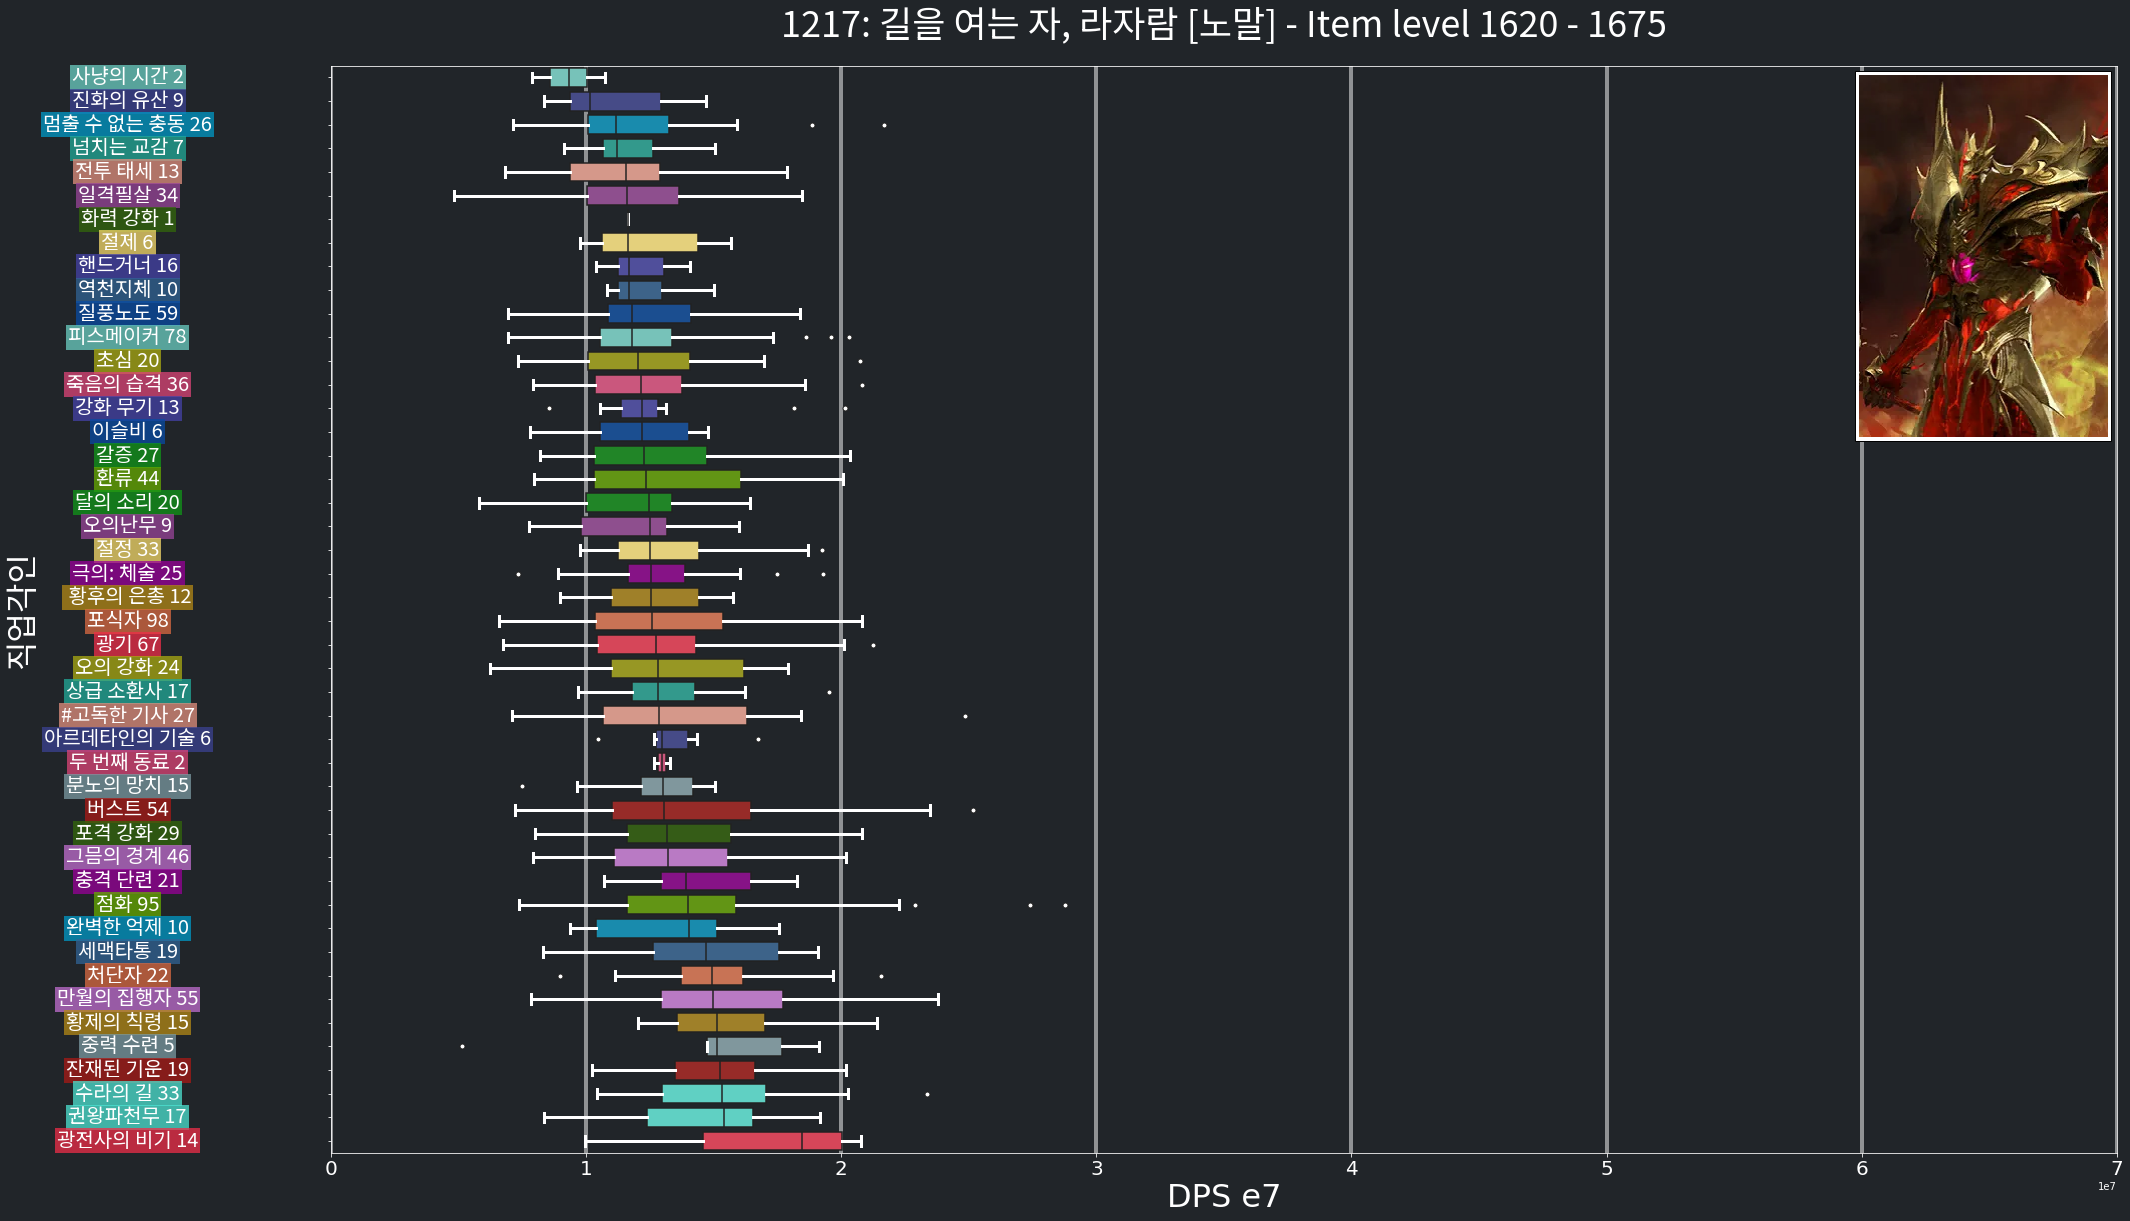 1217: 길을 여는 자, 라자람 [노말] - Item level 1620 - 1675
사냥의 시간 2
진화의 유산 9
멈출 수 없는 충동 26
넘치는 교감 7
전투 태세 13
일격필살 34
화력 강화 1
절제 6
핸드거너 16
역천지체 10
질풍노도 59
피스메이커 78
초심 20
죽음의 습격 36
강화 무기 13
이슬비 6
갈증 27
환류 44
달의 소리 20
오의난무 9
절정 33
극의: 체술 25
황후의 은총 12
포식자 98
광기 67
오의 강화 24
상급 소환사 17
#고독한 기사 27
아르데타인의 기술 6
두 번째 동료 2
분노의 망치 15
버스트 54
포격 강화 29
그믐의 경계 46
충격 단련 21
점화 95
완벽한 억제 10
세맥타통 19
처단자 22
만월의 집행자 55
황제의 칙령 15
중력 수련 5
잔재된 기운 19
수라의 길 33
권왕파천무 17
광전사의 비기 14
직업각인
0 1 2 3 4 5 6 7
1e7
DPS e7